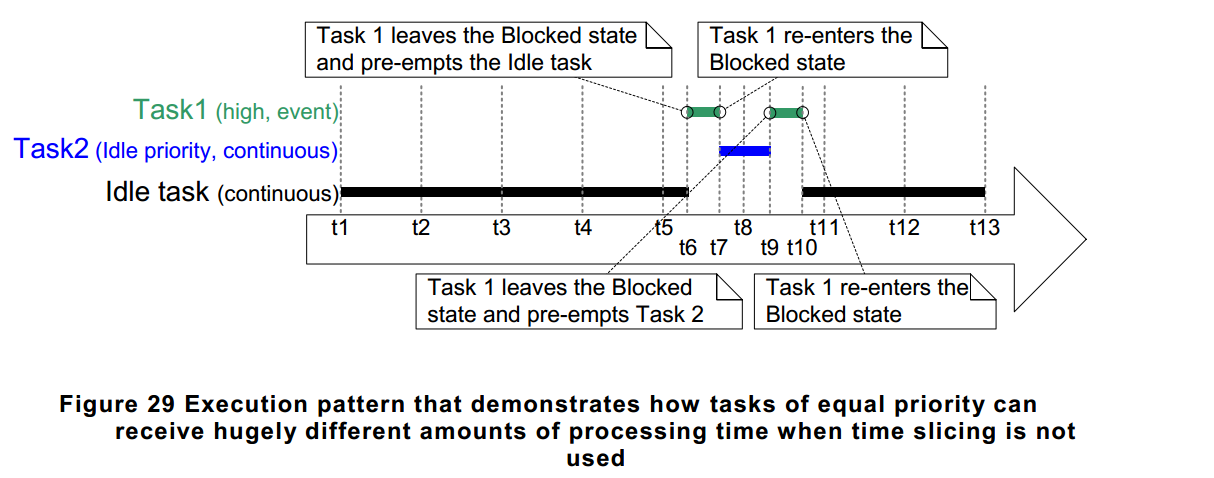 Task 1 leaves the Blocked state
and pre-empts the Idle task
Task 1 re-enters the
Blocked state
Task1 (high, event)
Task2 (Idle priority, continuous)
Idle task (continuous)
t1 t2 t3 t4 t5 t8 t11 t12 t13
t6 t7 t9 t10
Task 1 leaves the Blocked
state and pre-empts Task 2
Task 1 re-enters the
Blocked state
Figure 29 Execution pattern that demonstrates how tasks of equal priority can
receive hugely different amounts of processing time when time slicing is not
used